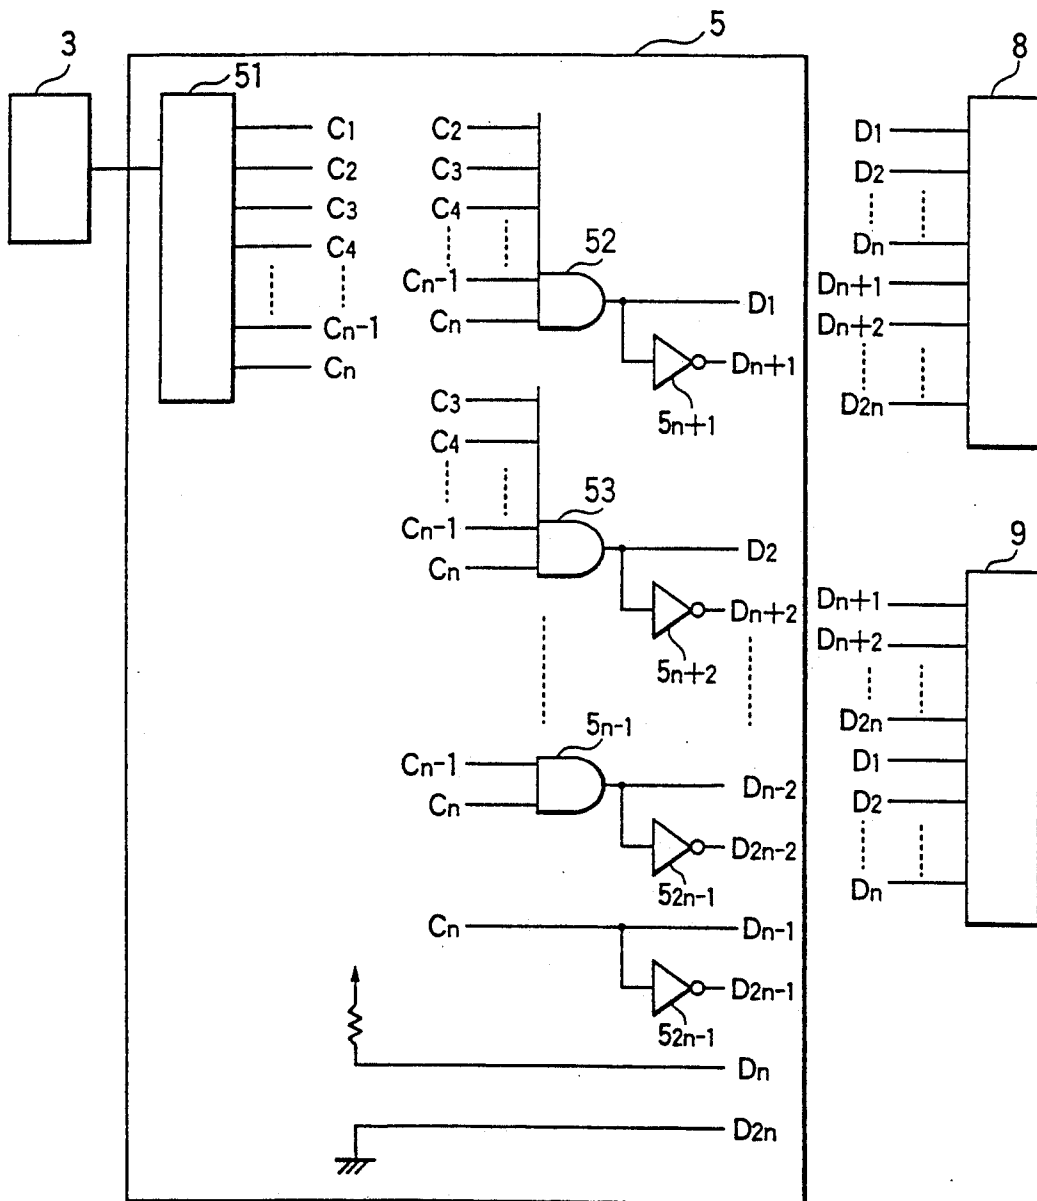 5
3
51
8
C1
C2
C3
C4
Cn-1
Cn
C2
C3
C4
Cn-1
Cn
52
D1
Dn+1
5n+1
C3
C4
Cn-1
Cn
53
D2
Dn+2
5n+2
Cn-1
Cn
5n-1
Dn-2
D2n-2
52n-1
Cn
Dn-1
D2n-1
52n-1
Dn
D2n
D1
D2
Dn
Dn+1
Dn+2
D2n
9
Dn+1
Dn+2
D2n
D1
D2
Dn